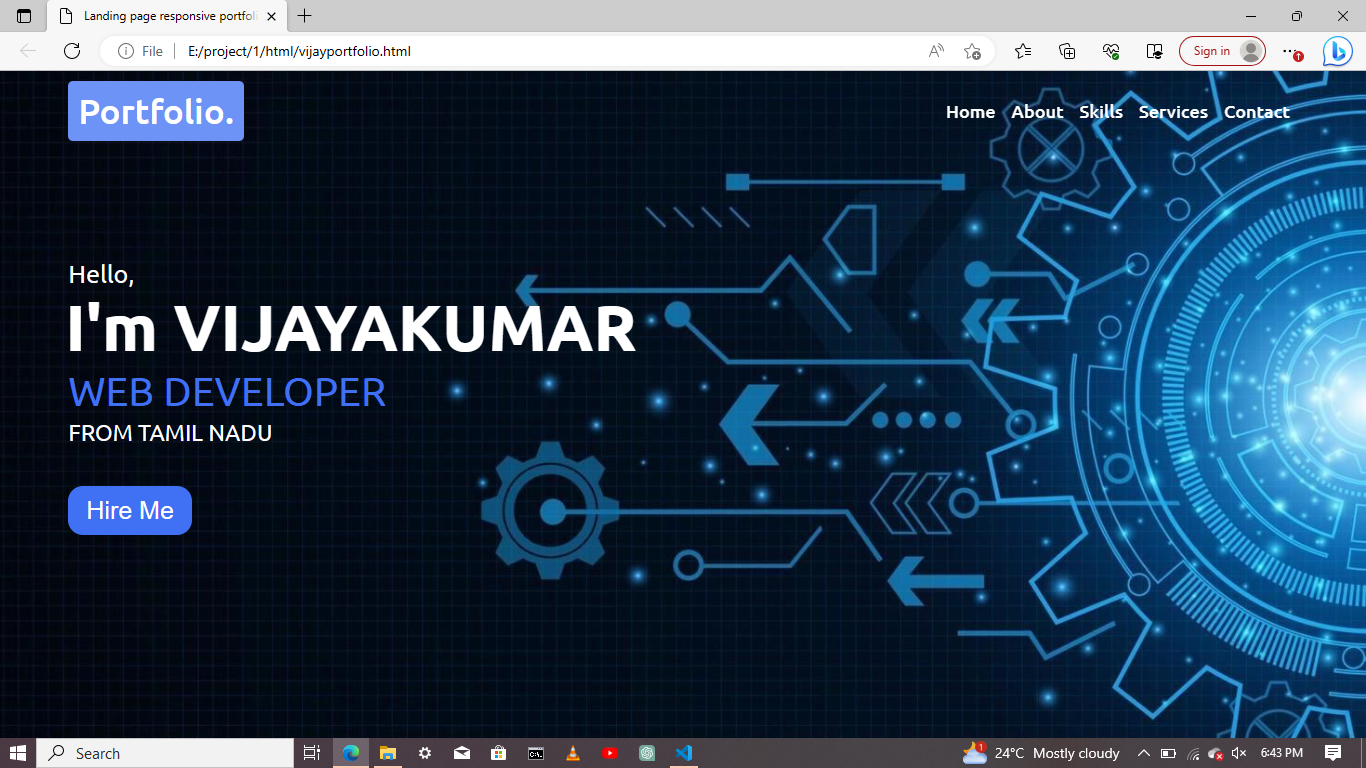 Landing page responsive portfoli
File
E:/project/1/html/vijayportfolio.html
Sign in
Portfolio.
Home About Skills Services Contact
Hello,
I'm VIJAYAKUMAR
WEB DEVELOPER
FROM TAMIL NADU
Hire Me
Search
1
24°C Mostly cloudy
6:43 PM